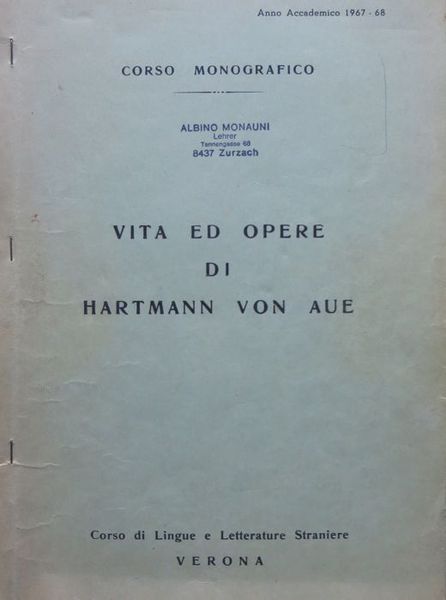 Anno Accademico 1967 - 68
CORSO MONOGRAFICO
ALBINO MONAUNI
Lehrer
Tannengasse 68
8437 Zurzach
VITA ED OPERE
DI
HARTMANN VON AUE
Corso di Lingue e Letterature Straniere
VERONA